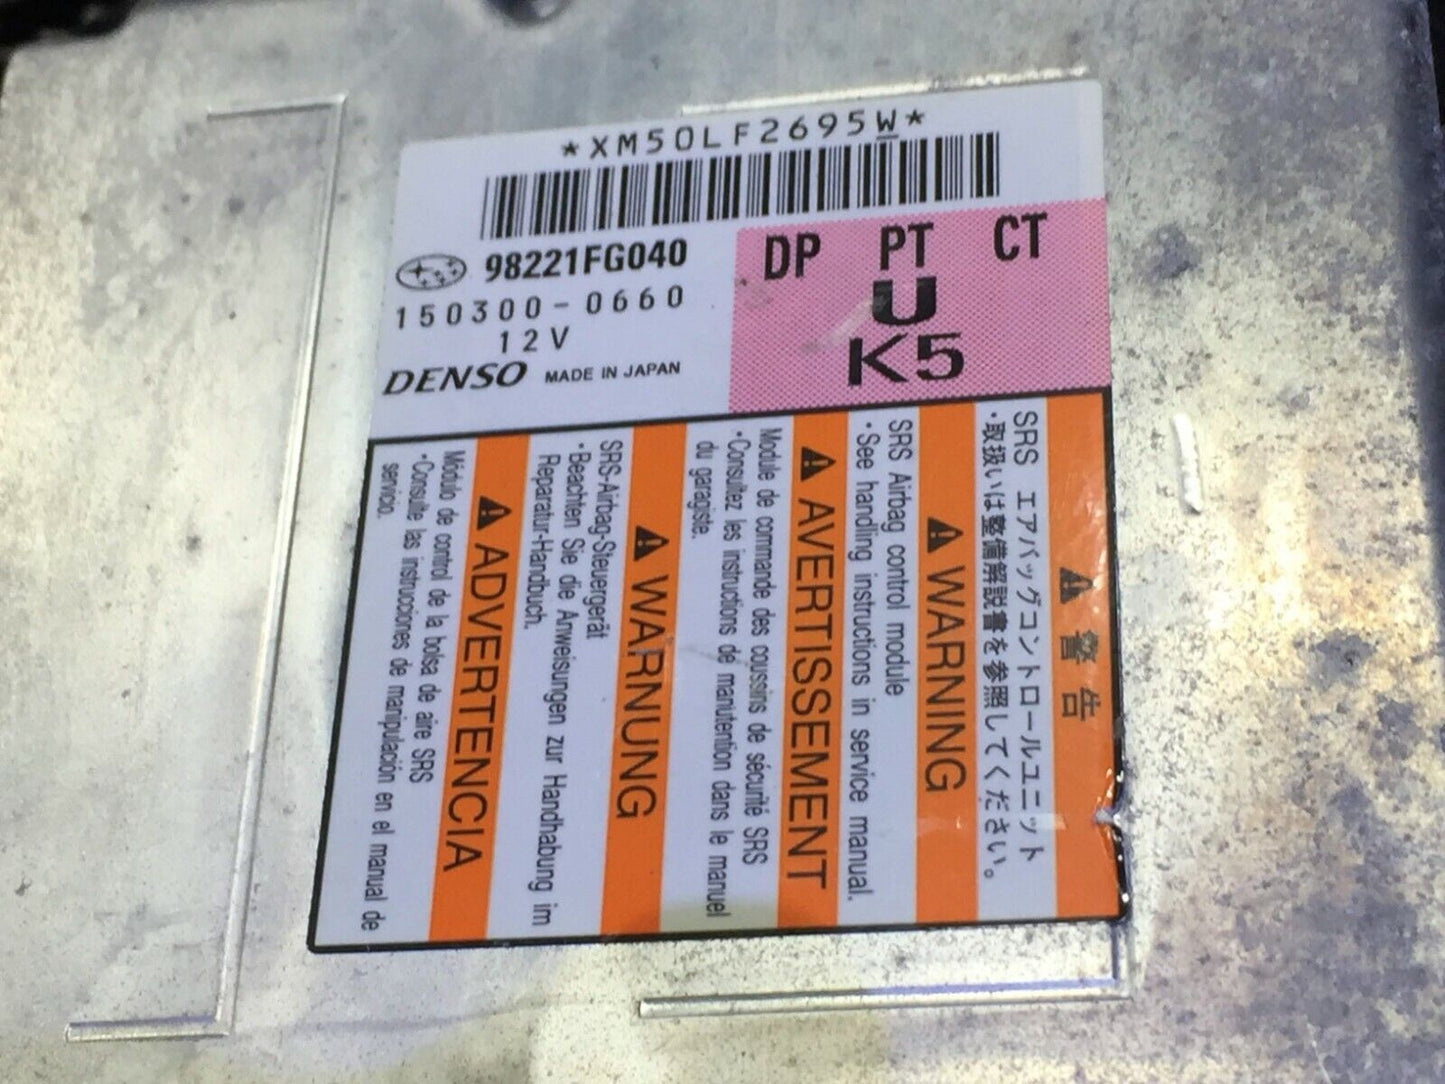 *XM50LF2695W*
98221FG040
150300-0660
12V
DENSO MADE IN JAPAN
DP PT CT
U
K5
警告
SRS エアバッグコントロールユニット
・取扱いは整備解説書を参照してください。
WARNING
SRS Airbag control module
・See handling instructions in service manual.
AVERTISSEMENT
Module de commande des coussins de sécurité SRS
・Consultez les instructions de manutention dans le manuel
du garagiste.
WARNUNG
SRS-Airbag-Steuergerät
・Beachten Sie die Anweisungen zur Handhabung im
Reparatur-Handbuch.
ADVERTENCIA
Módulo de control de la bolsa de aire SRS
・Consulte las instrucciones de manipulación en el manual de
servicio.